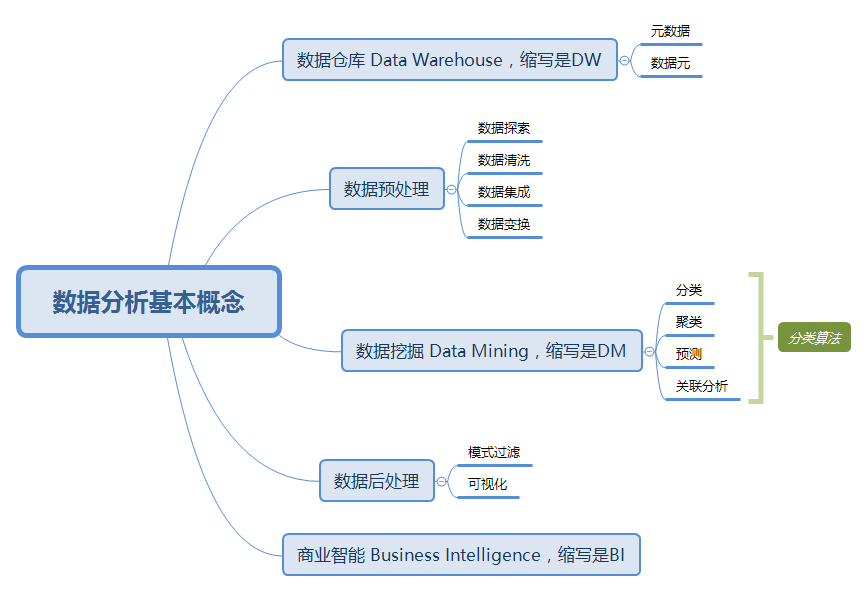 元数据
数据仓库 Data Warehouse，缩写是DW
数据元
数据探索
数据清洗
数据预处理
数据集成
数据变换
数据分析基本概念
分类
聚类
分类算法
数据挖掘 Data Mining，缩写是DM
预测
关联分析
模式过滤
数据后处理
可视化
商业智能 Business Intelligence，缩写是BI